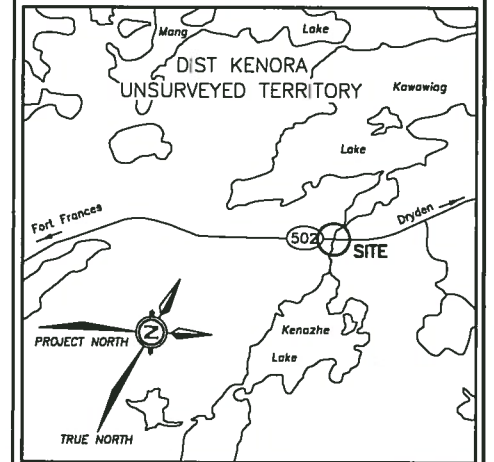 Mang Lake
DIST KENORA
UNSURVEYED TERRITORY
Kawawiag
Lake
Fort Frances
Dryden
502
SITE
N
PROJECT NORTH
Kenozhe
Lake
TRUE NORTH